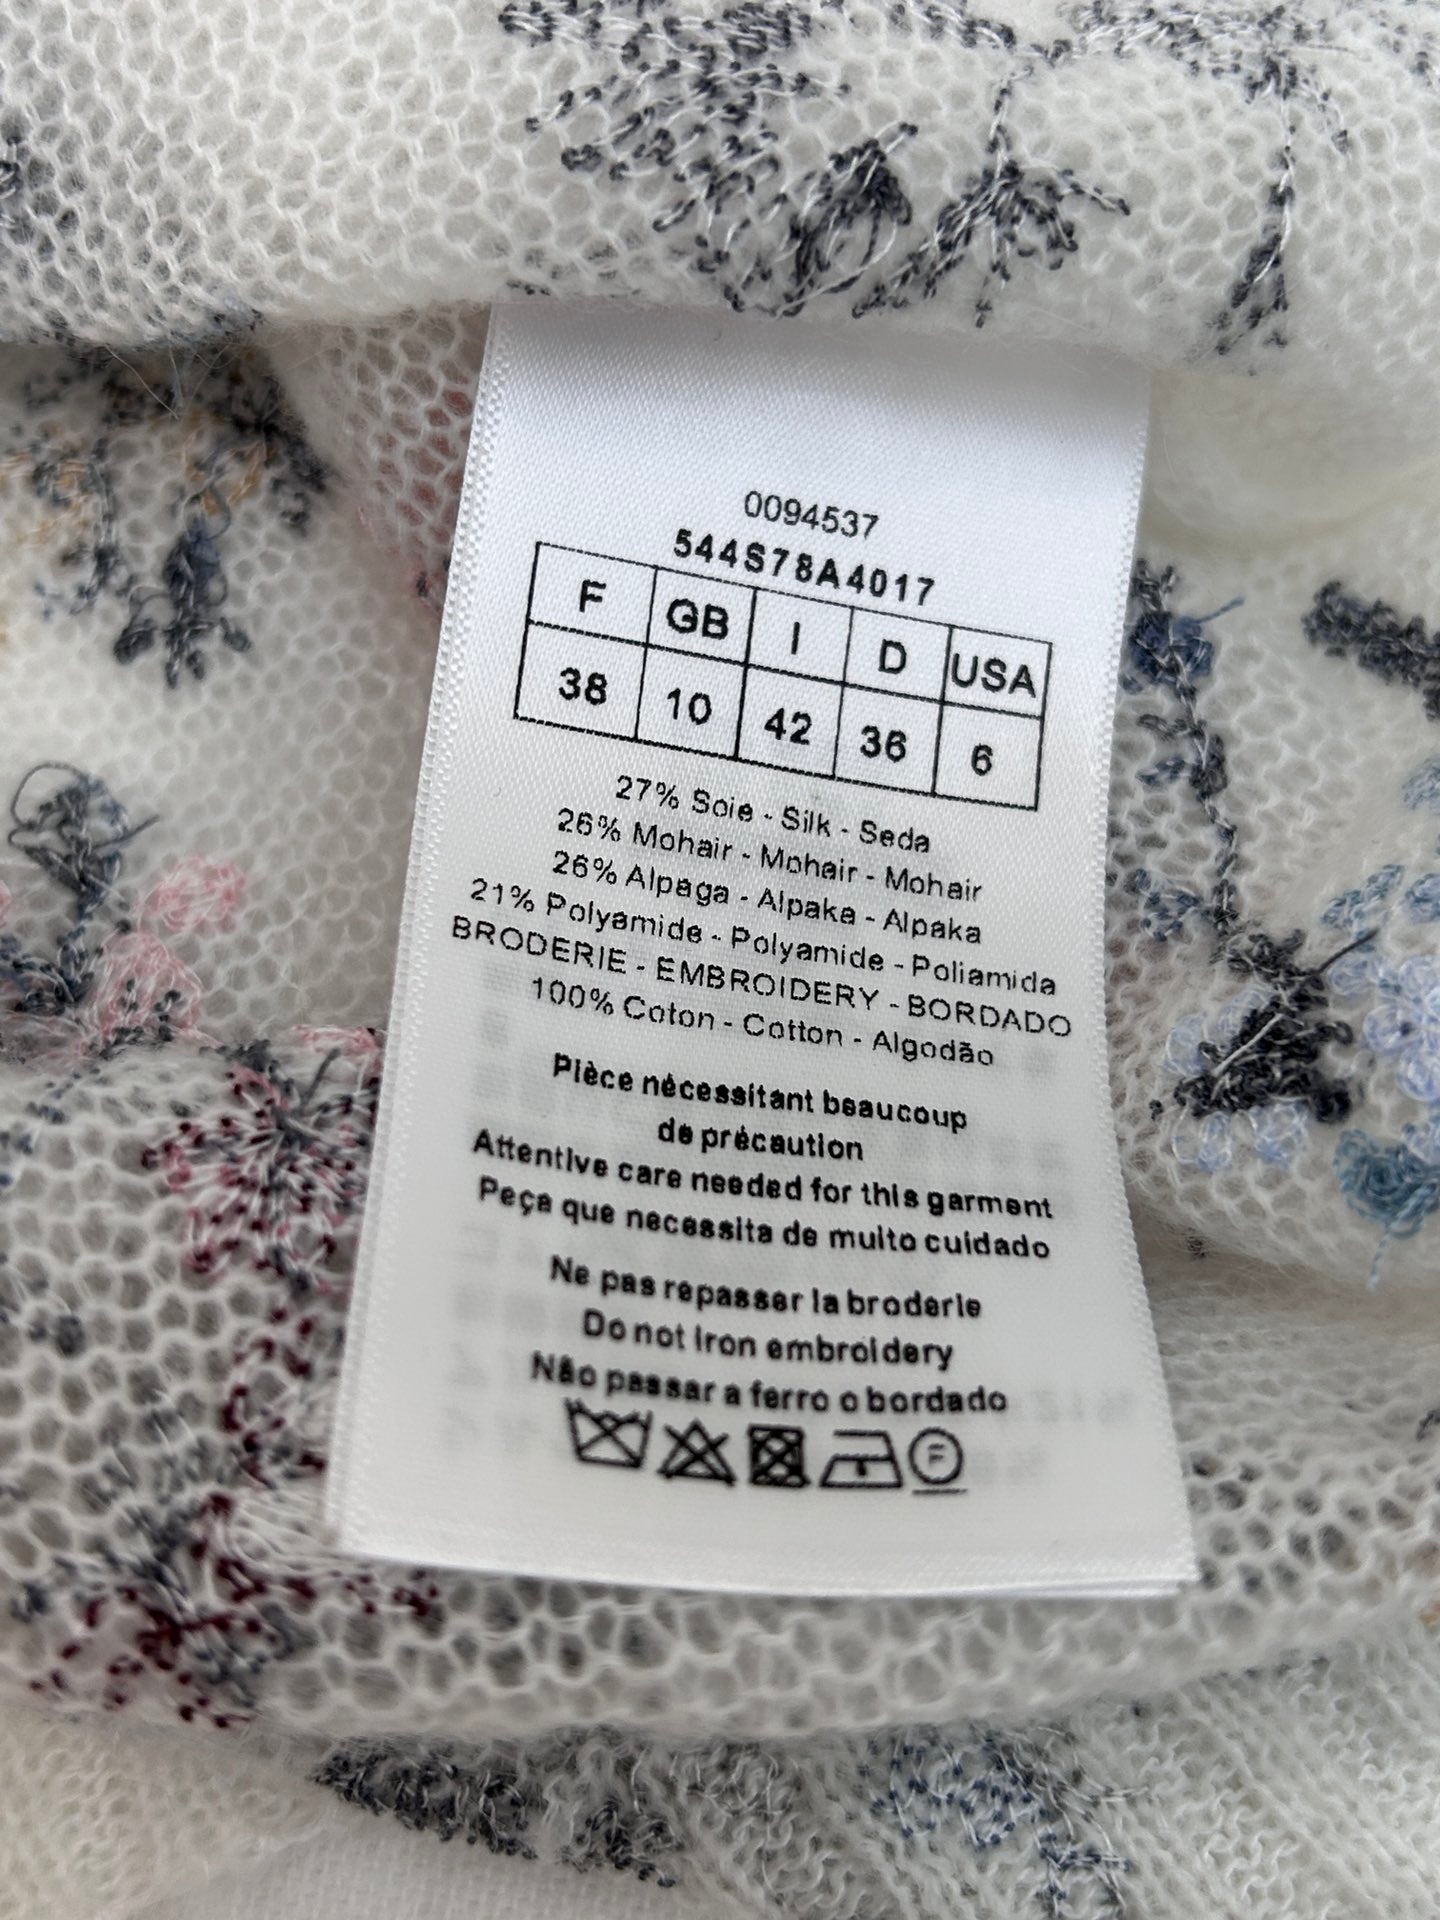 0094537
544S78A4017
F GB I D USA
38 10 42 36 6
27% Soie - Silk - Seda
26% Mohair - Mohair - Mohair
26% Alpaga - Alpaka - Alpaka
21% Polyamide - Polyamide - Poliamida
BRODERIE - EMBROIDERY - BORDADO
100% Coton - Cotton - Algodão
Pièce nécessitant beaucoup
de précaution
Attentive care needed for this garment
Peça que necessita de muito cuidado
Ne pas repasser la broderie
Do not iron embroidery
Não passar a ferro o bordado
F